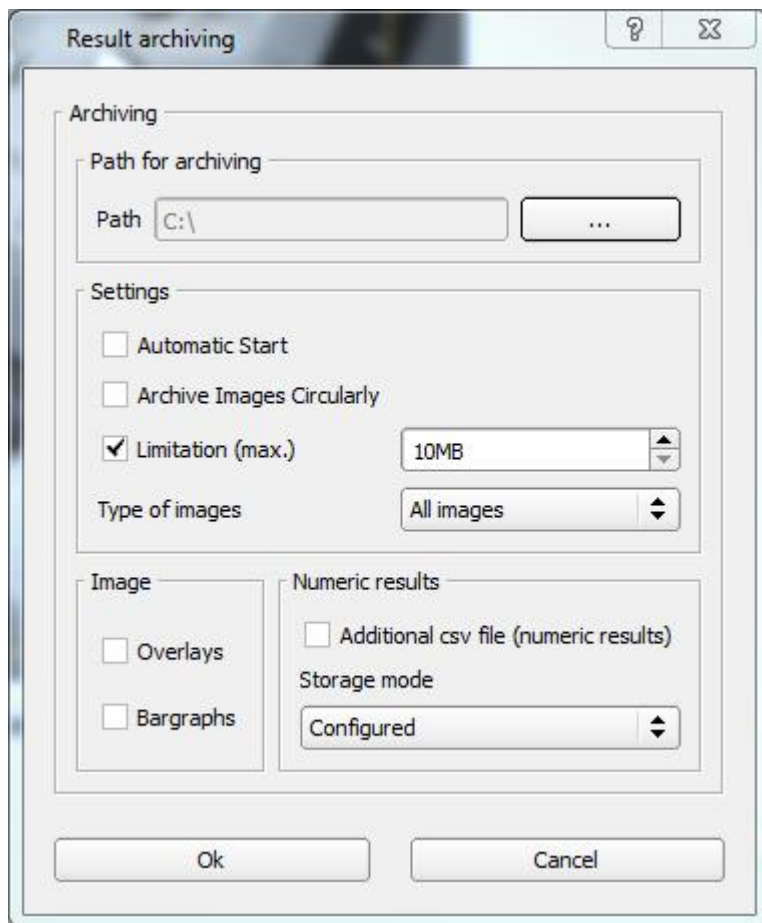 Result archiving
Archiving
Path for archiving
Path C:\ ...
Settings
Automatic Start
Archive Images Circularly
Limitation (max.) 10MB
Type of images All images
Image
Overlays
Bargraphs
Numeric results
Additional csv file (numeric results)
Storage mode
Configured
Ok Cancel